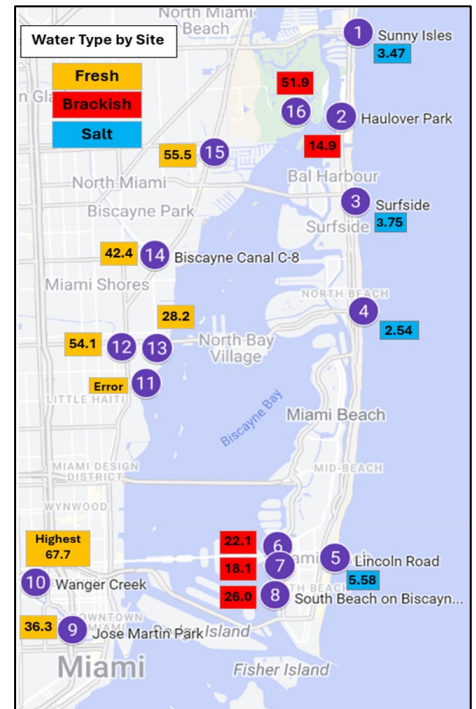 North Miami
Beach
Water Type by Site
Fresh
Brackish
Salt
1
Sunny Isles
3.47
51.9
16
2
Haulover Park
14.9
55.5
15
Bal Harbour
North Miami
Biscayne Park
3
Surfside
Surfside
3.75
42.4
14
Biscayne Canal C-8
Miami Shores
NORTH BEACH
28.2
4
2.54
54.1
12
13
North Bay
Village
Error
11
LITTLE HAITI
Biscayne Bay
Miami Beach
MIAMI DESIGN
DISTRICT
MID-BEACH
WYNWOOD
Highest
67.7
22.1
6
18.1
7
5
Lincoln Road
5.58
10
Wanger Creek
26.0
8
South Beach on Biscayn...
36.3
9
Jose Martin Park
Island
Miami
Fisher Island